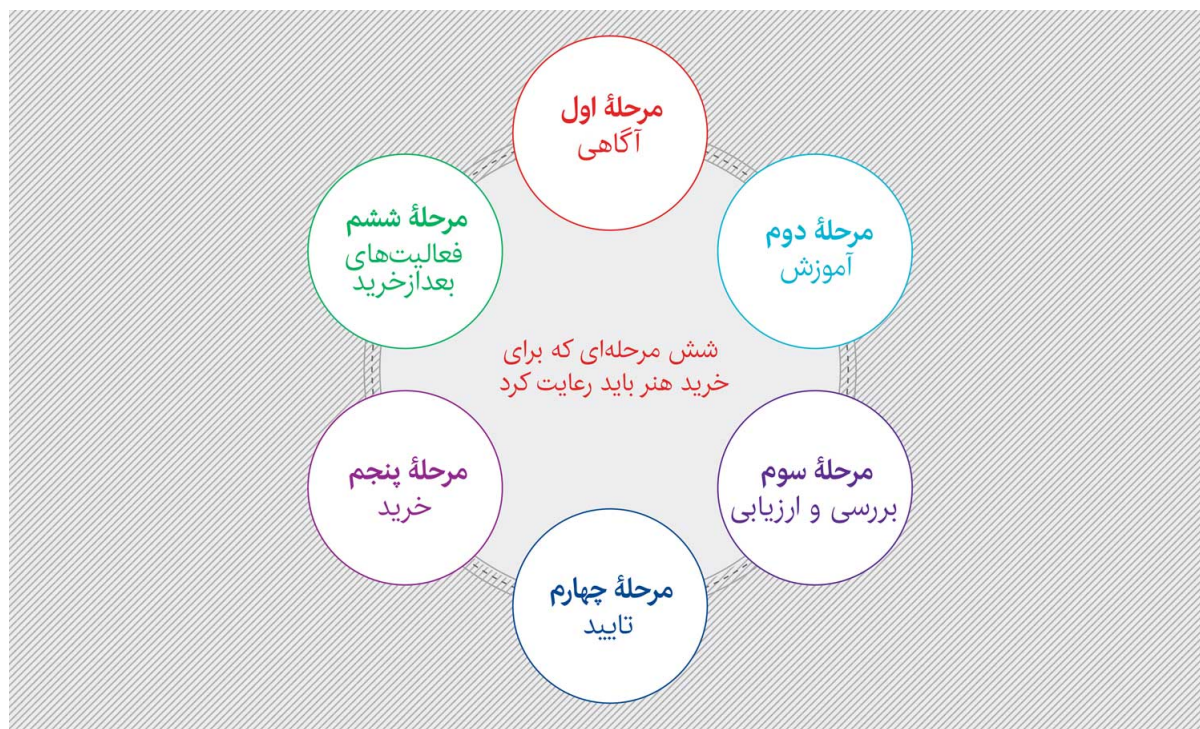 مرحلهٔ اول
آگاهی
مرحلهٔ دوم
آموزش
مرحلهٔ سوم
بررسی و ارزیابی
مرحلهٔ چهارم
تایید
مرحلهٔ پنجم
خرید
مرحلهٔ ششم
فعالیت‌های
بعدازخرید
شش مرحله‌ای که برای
خرید هنر باید رعایت کرد